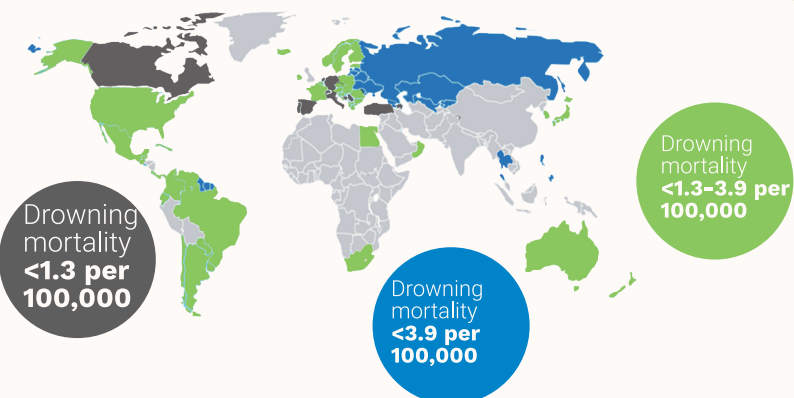 Drowning
mortality
<1.3 per
100,000
Drowning
mortality
<3.9 per
100,000
Drowning
mortality
<1.3-3.9 per
100,000